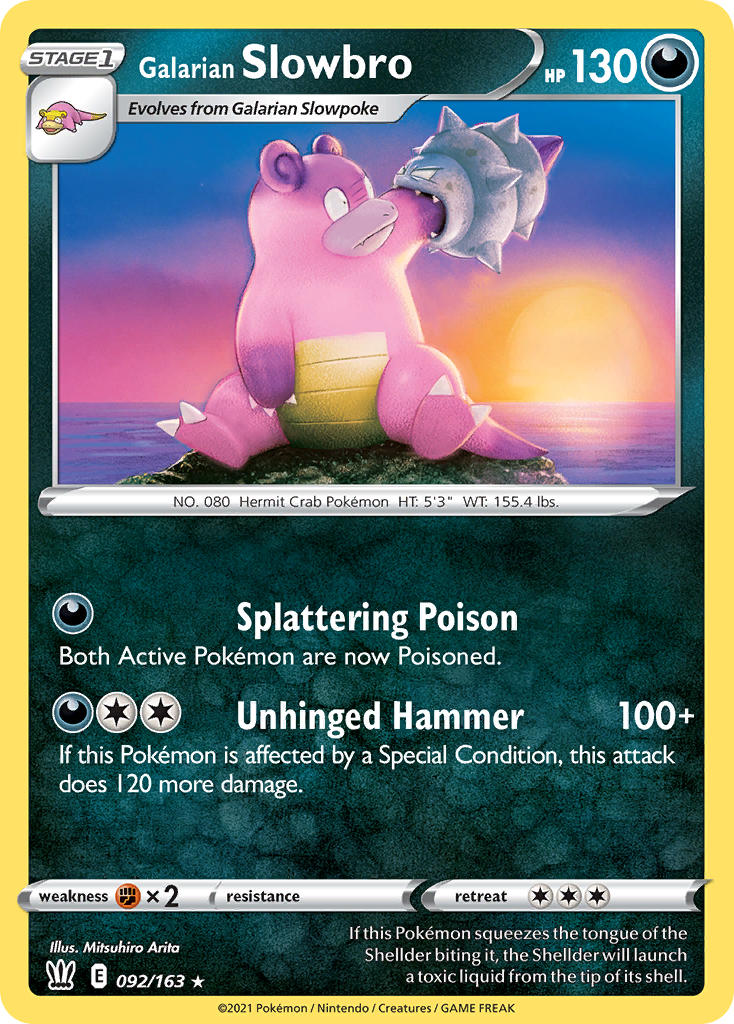 STAGE1
Galarian Slowbro
HP 130
Evolves from Galarian Slowpoke
NO. 080 Hermit Crab Pokémon HT: 5'3" WT: 155.4 lbs.
Splattering Poison
Both Active Pokémon are now Poisoned.
Unhinged Hammer 100+
If this Pokémon is affected by a Special Condition, this attack
does 120 more damage.
weakness ×2 resistance retreat
Illus. Mitsuhiro Arita
If this Pokémon squeezes the tongue of the
Shellder biting it, the Shellder will launch
a toxic liquid from the tip of its shell.
E 092/163 ★
©2021 Pokémon / Nintendo / Creatures / GAME FREAK